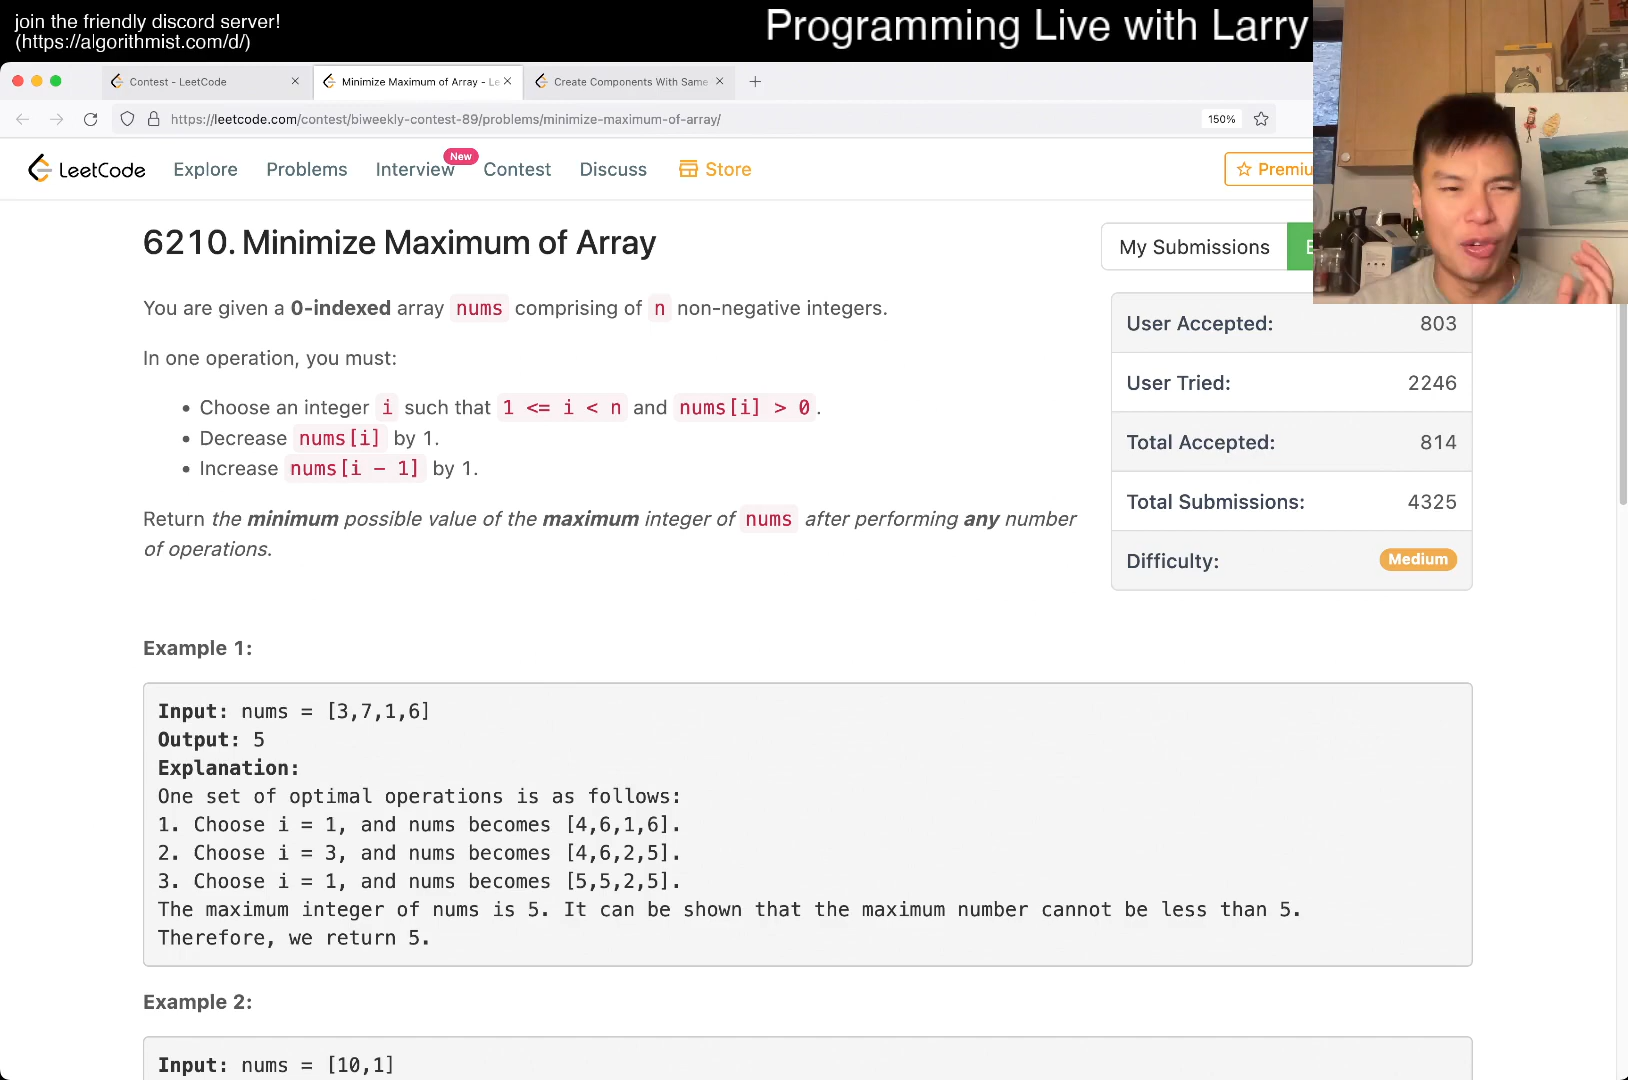 join the friendly discord server!
(https://algorithmist.com/d/)
Programming Live with Larry
Contest - LeetCode
Minimize Maximum of Array - Le
Create Components With Same
https://leetcode.com/contest/biweekly-contest-89/problems/minimize-maximum-of-array/
150%
LeetCode
Explore
Problems
Interview
New
Contest
Discuss
Store
Premiu
6210. Minimize Maximum of Array
My Submissions
You are given a 0-indexed array nums comprising of n non-negative integers.
In one operation, you must:
• Choose an integer i such that 1 <= i < n and nums[i] > 0.
• Decrease nums[i] by 1.
• Increase nums[i - 1] by 1.
Return the minimum possible value of the maximum integer of nums after performing any number
of operations.
User Accepted: 803
User Tried: 2246
Total Accepted: 814
Total Submissions: 4325
Difficulty: Medium
Example 1:
Input: nums = [3,7,1,6]
Output: 5
Explanation:
One set of optimal operations is as follows:
1. Choose i = 1, and nums becomes [4,6,1,6].
2. Choose i = 3, and nums becomes [4,6,2,5].
3. Choose i = 1, and nums becomes [5,5,2,5].
The maximum integer of nums is 5. It can be shown that the maximum number cannot be less than 5.
Therefore, we return 5.
Example 2:
Input: nums = [10,1]